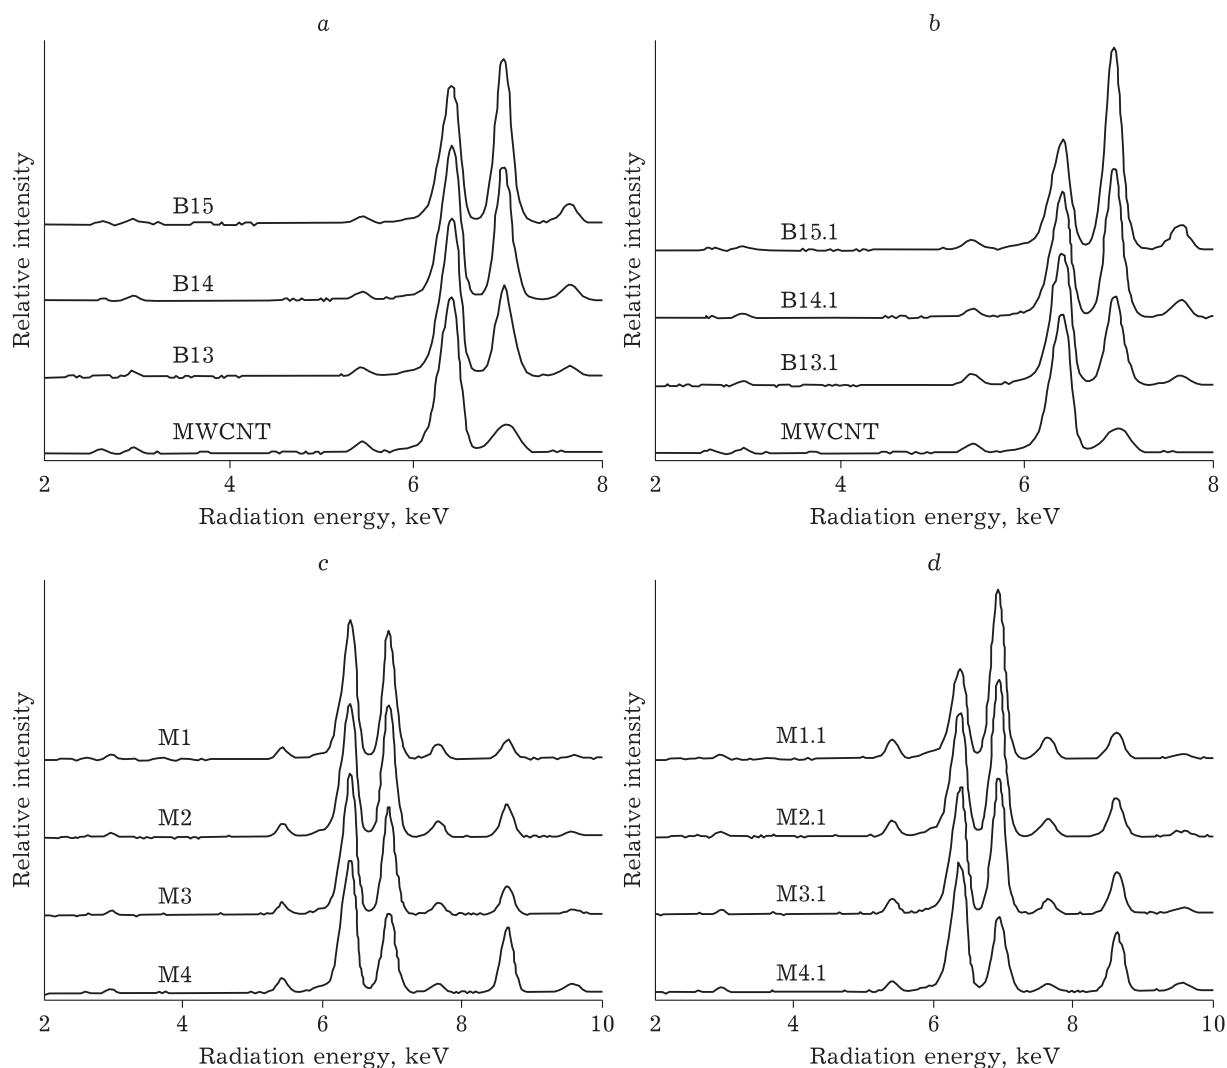 a
Relative intensity
B15
B14
B13
MWCNT
2 4 6 8
Radiation energy, keV
b
Relative intensity
B15.1
B14.1
B13.1
MWCNT
2 4 6 8
Radiation energy, keV
c
Relative intensity
M1
M2
M3
M4
2 4 6 8 10
Radiation energy, keV
d
Relative intensity
M1.1
M2.1
M3.1
M4.1
2 4 6 8 10
Radiation energy, keV